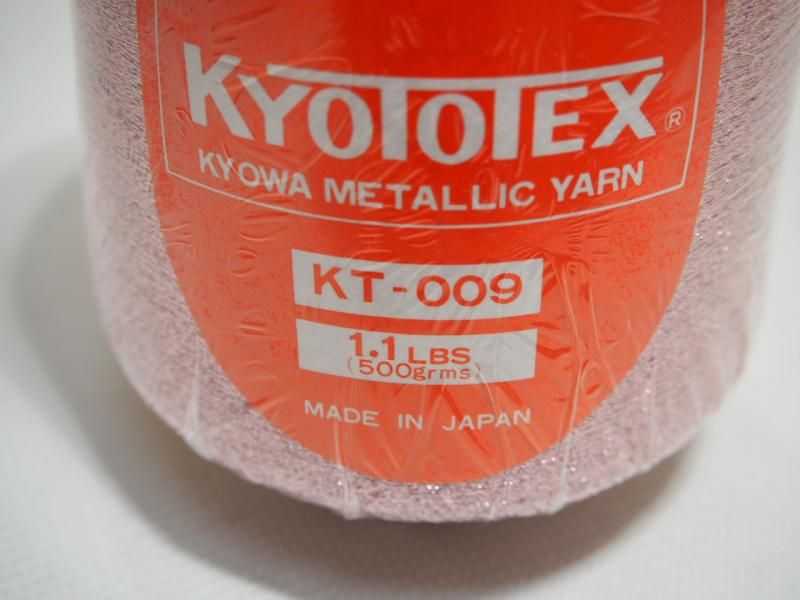 KYOTOTEX®
KYOWA METALLIC YARN
KT-009
1.1 LBS
(500grms)
MADE IN JAPAN